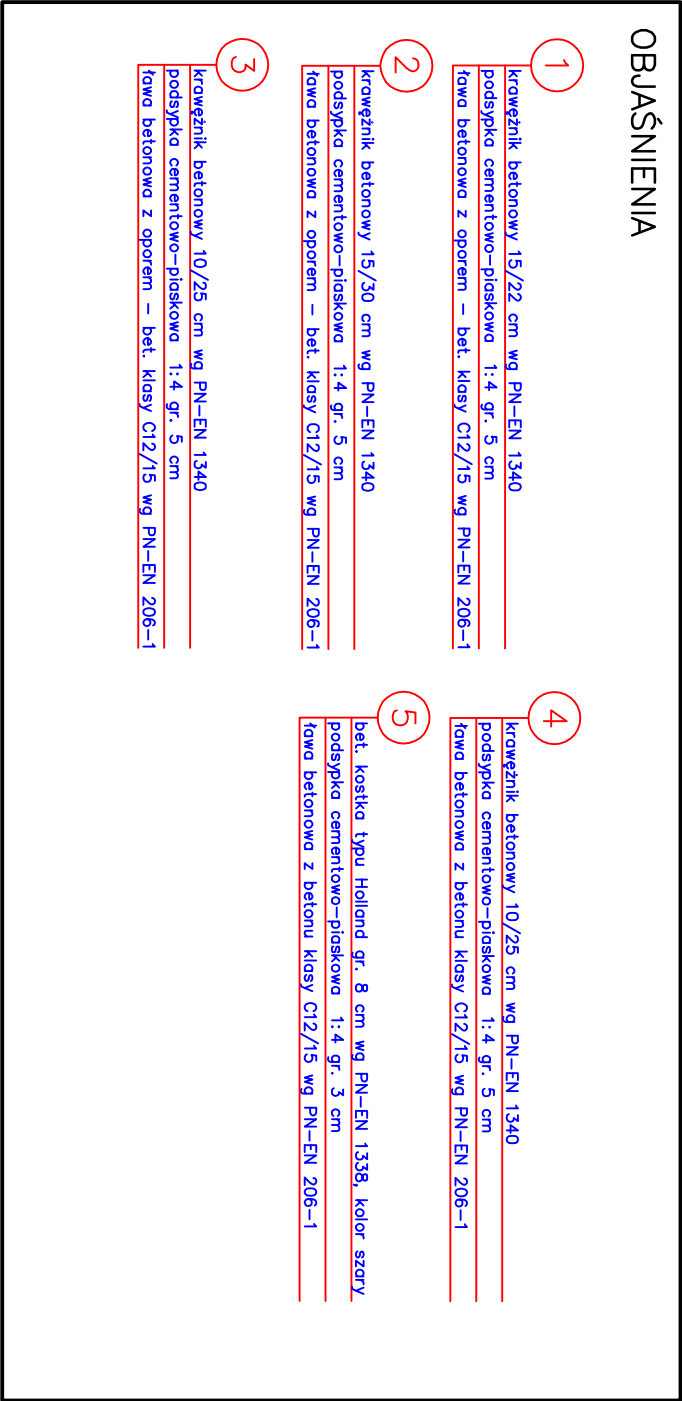 OBJAŚNIENIA
1
krawężnik betonowy 15/22 cm wg PN-EN 1340
podsypka cementowo-piaskowa 1:4 gr. 5 cm
ława betonowa z oporem - bet. klasy C12/15 wg PN-EN 206-1
2
krawężnik betonowy 15/30 cm wg PN-EN 1340
podsypka cementowo-piaskowa 1:4 gr. 5 cm
ława betonowa z oporem - bet. klasy C12/15 wg PN-EN 206-1
3
krawężnik betonowy 10/25 cm wg PN-EN 1340
podsypka cementowo-piaskowa 1:4 gr. 5 cm
ława betonowa z oporem - bet. klasy C12/15 wg PN-EN 206-1
4
krawężnik betonowy 10/25 cm wg PN-EN 1340
podsypka cementowo-piaskowa 1:4 gr. 5 cm
ława betonowa z betonu klasy C12/15 wg PN-EN 206-1
5
bet. kostka typu Holland gr. 8 cm wg PN-EN 1338, kolor szary
podsypka cementowo-piaskowa 1:4 gr. 3 cm
ława betonowa z betonu klasy C12/15 wg PN-EN 206-1